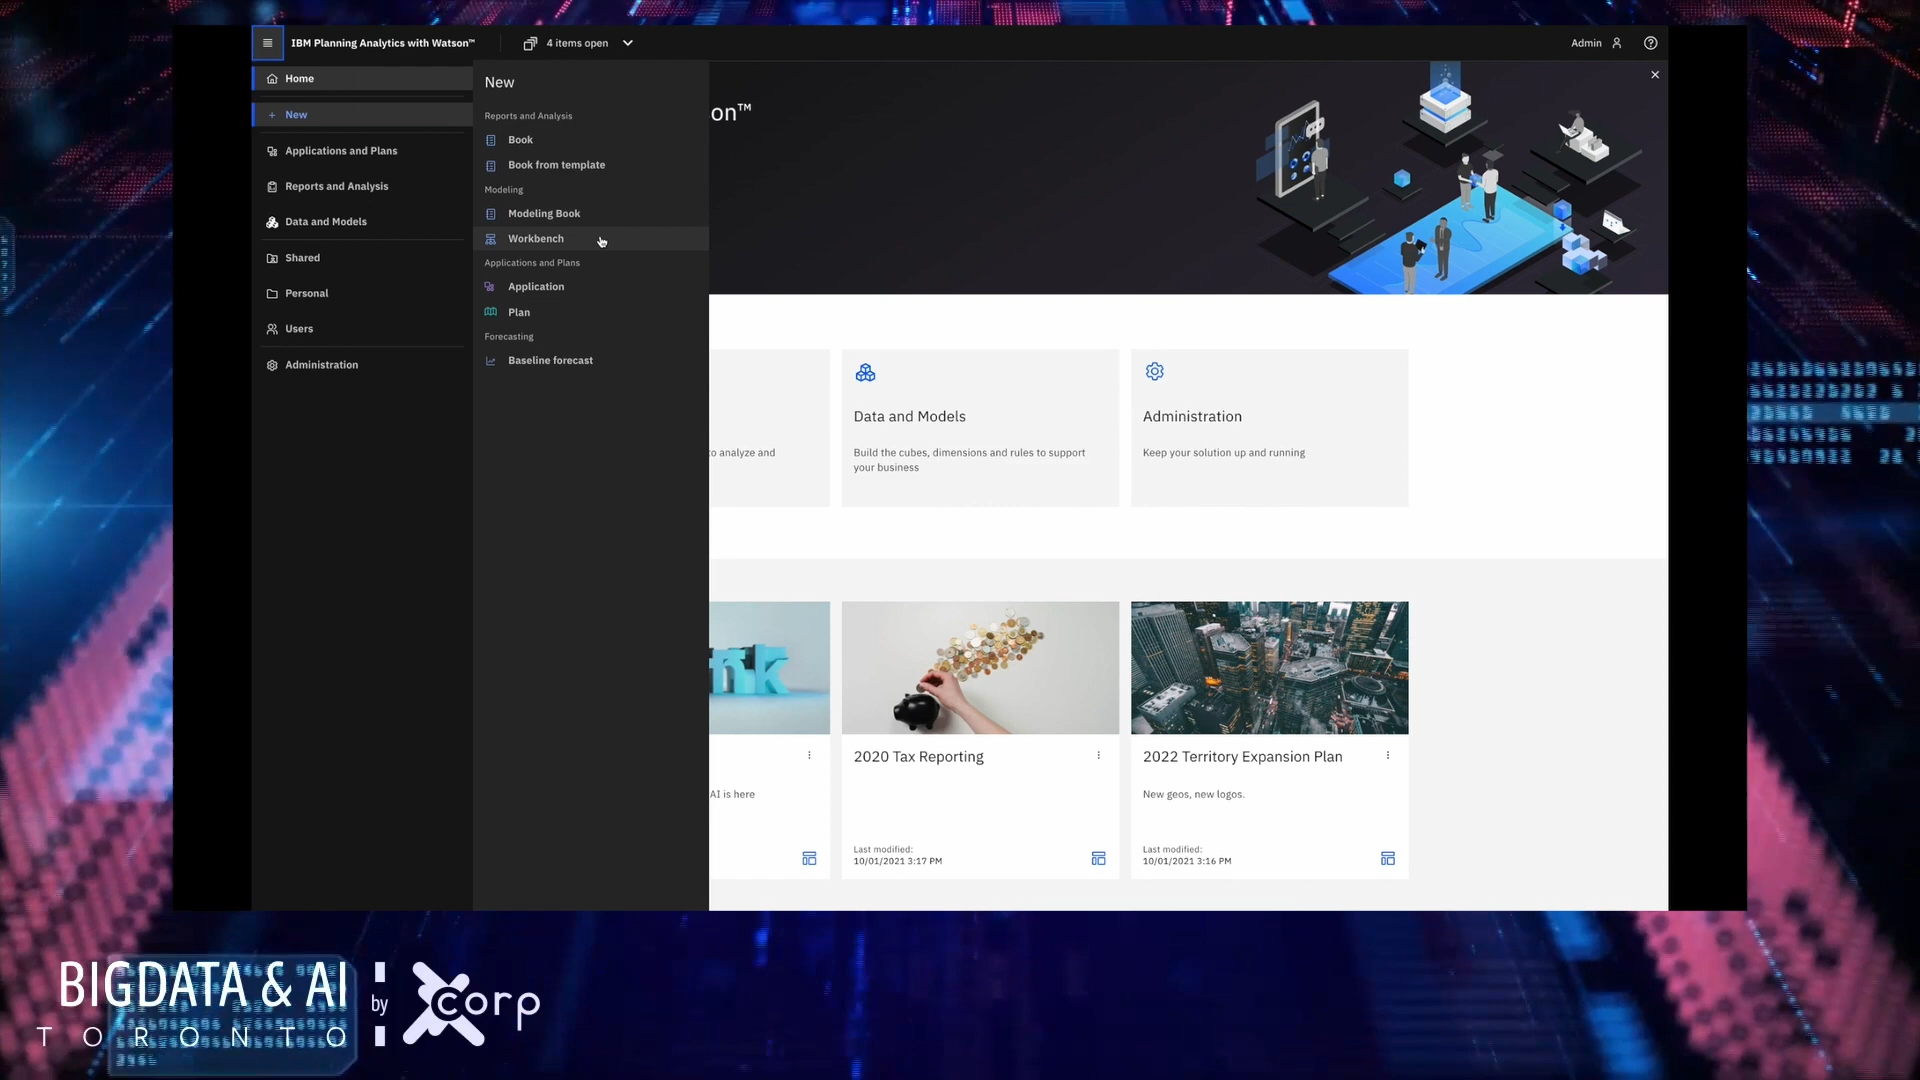 IBM Planning Analytics with Watson™
4 items open
Admin
Home
New
Applications and Plans
Reports and Analysis
Data and Models
Shared
Personal
Users
Administration
New
Reports and Analysis
Book
Book from template
Modeling
Modeling Book
Workbench
Applications and Plans
Application
Plan
Forecasting
Baseline forecast
on™
to analyze and
Data and Models
Build the cubes, dimensions and rules to support
your business
Administration
Keep your solution up and running
nk
AI is here
2020 Tax Reporting
Last modified:
10/01/2021 3:17 PM
2022 Territory Expansion Plan
New geos, new logos.
Last modified:
10/01/2021 3:16 PM
BIGDATA & AI
TORONTO
by
corp